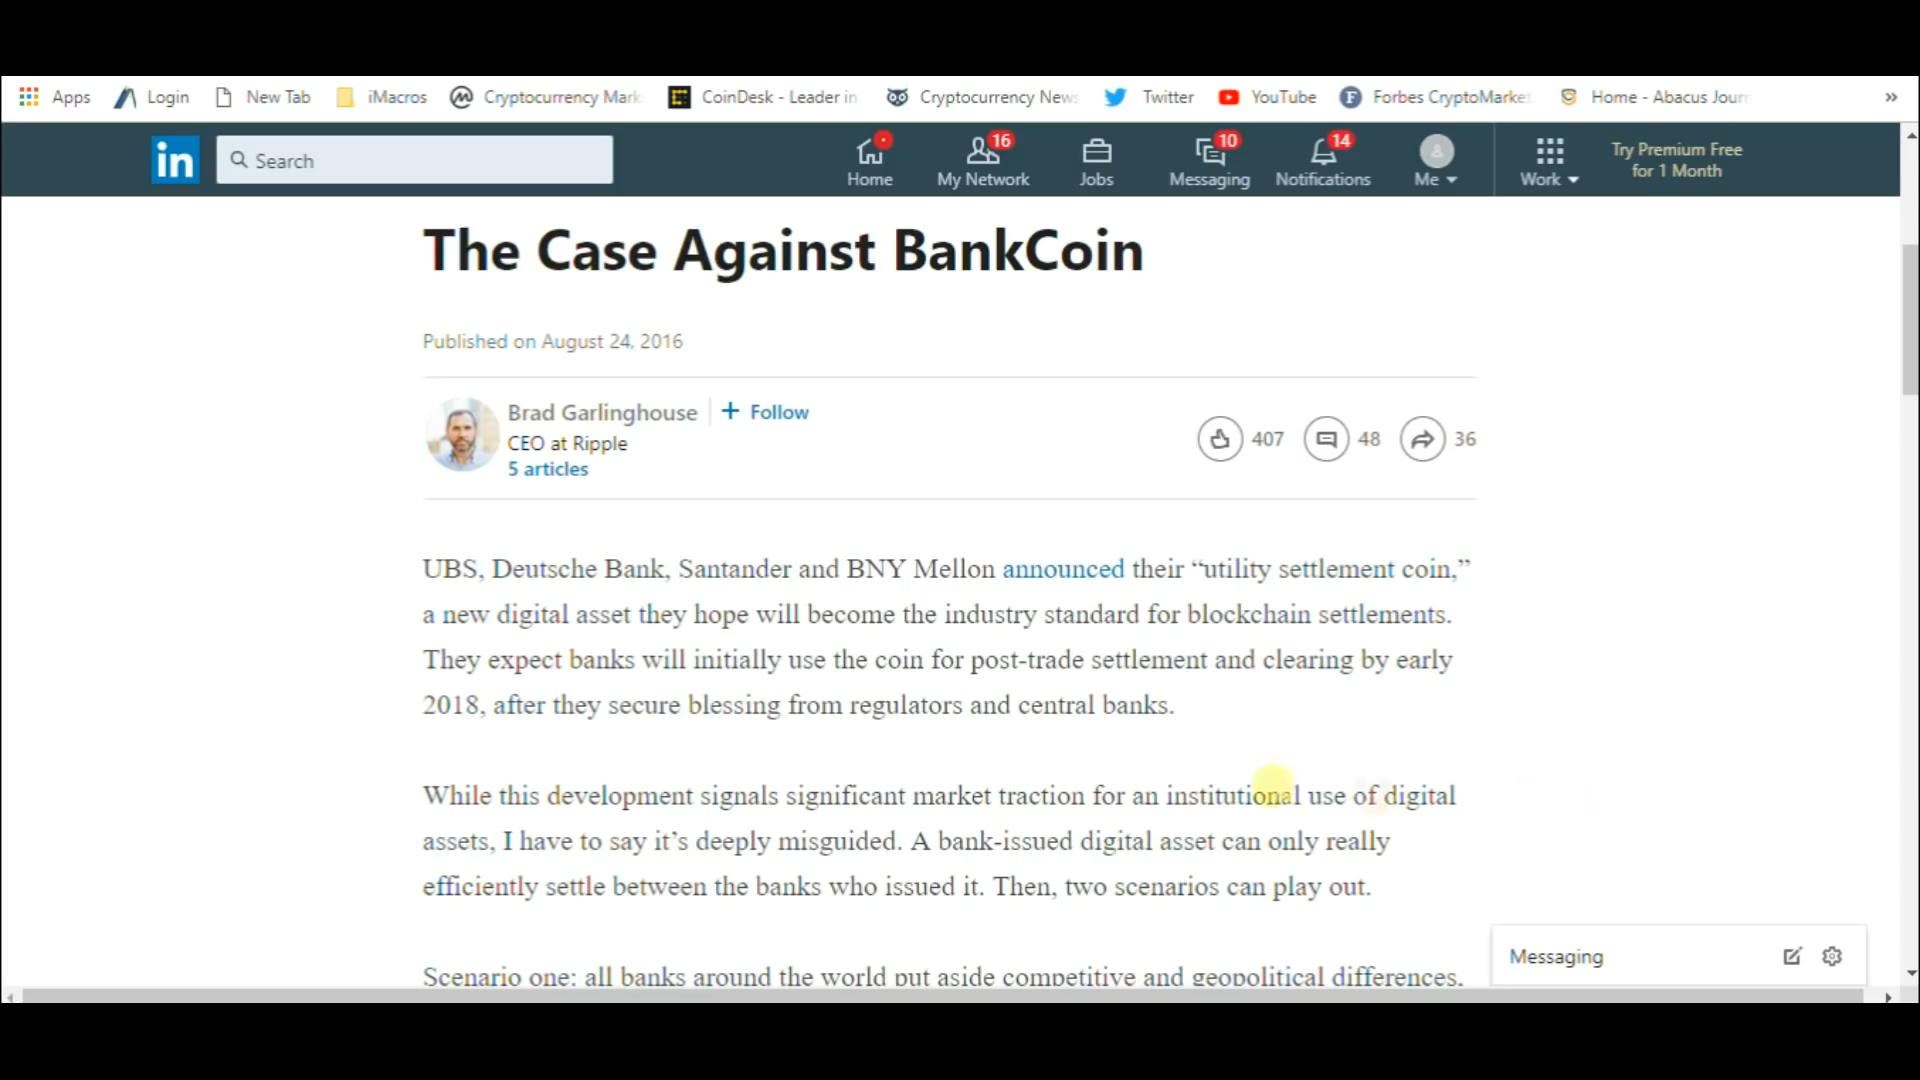 Apps Login New Tab iMacros Cryptocurrency Mark CoinDesk - Leader in Cryptocurrency News Twitter YouTube Forbes CryptoMarket Home - Abacus Jour »
in Search Home 16 My Network Jobs 10 Messaging 14 Notifications Me Work Try Premium Free
for 1 Month
The Case Against BankCoin
Published on August 24, 2016
Brad Garlinghouse + Follow
CEO at Ripple
5 articles
407 48 36
UBS, Deutsche Bank, Santander and BNY Mellon announced their “utility settlement coin,”
a new digital asset they hope will become the industry standard for blockchain settlements.
They expect banks will initially use the coin for post-trade settlement and clearing by early
2018, after they secure blessing from regulators and central banks.
While this development signals significant market traction for an institutional use of digital
assets, I have to say it’s deeply misguided. A bank-issued digital asset can only really
efficiently settle between the banks who issued it. Then, two scenarios can play out.
Scenario one: all banks around the world put aside competitive and geopolitical differences,
Messaging